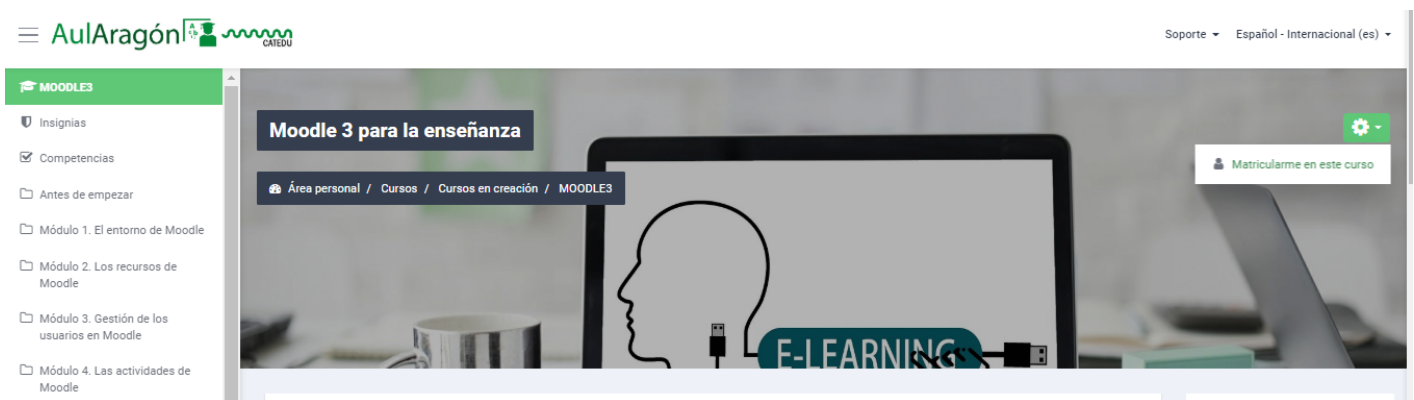 AulAragón
CATEDU
Soporte
Español - Internacional (es)
MOODLE3
Insignias
Competencias
Antes de empezar
Módulo 1. El entorno de Moodle
Módulo 2. Los recursos de
Moodle
Módulo 3. Gestión de los
usuarios en Moodle
Módulo 4. Las actividades de
Moodle
Moodle 3 para la enseñanza
Área personal / Cursos / Cursos en creación / MOODLE3
Matricularme en este curso
E-LEARNING